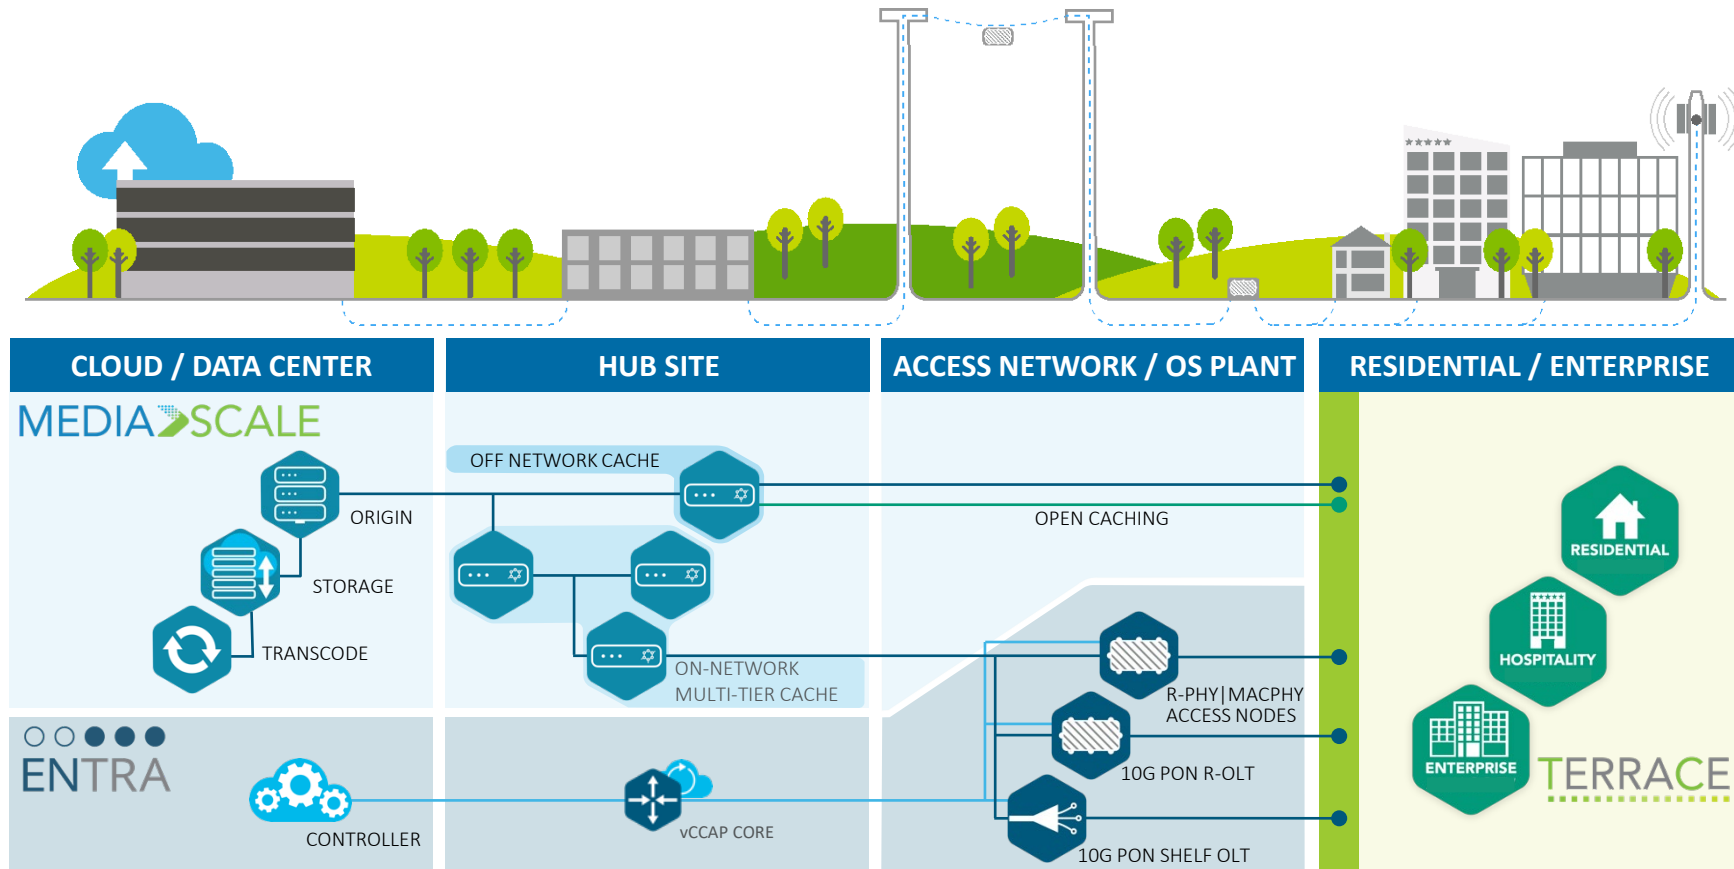 CLOUD / DATA CENTER
HUB SITE
ACCESS NETWORK / OS PLANT
RESIDENTIAL / ENTERPRISE
MEDIA SCALE
OFF NETWORK CACHE
ORIGIN
OPEN CACHING
STORAGE
TRANSCODE
ON-NETWORK
MULTI-TIER CACHE
R-PHY|MACPHY
ACCESS NODES
10G PON R-OLT
10G PON SHELF OLT
ENTRA
CONTROLLER
vCCAP CORE
RESIDENTIAL
HOSPITALITY
ENTERPRISE
TERRACE